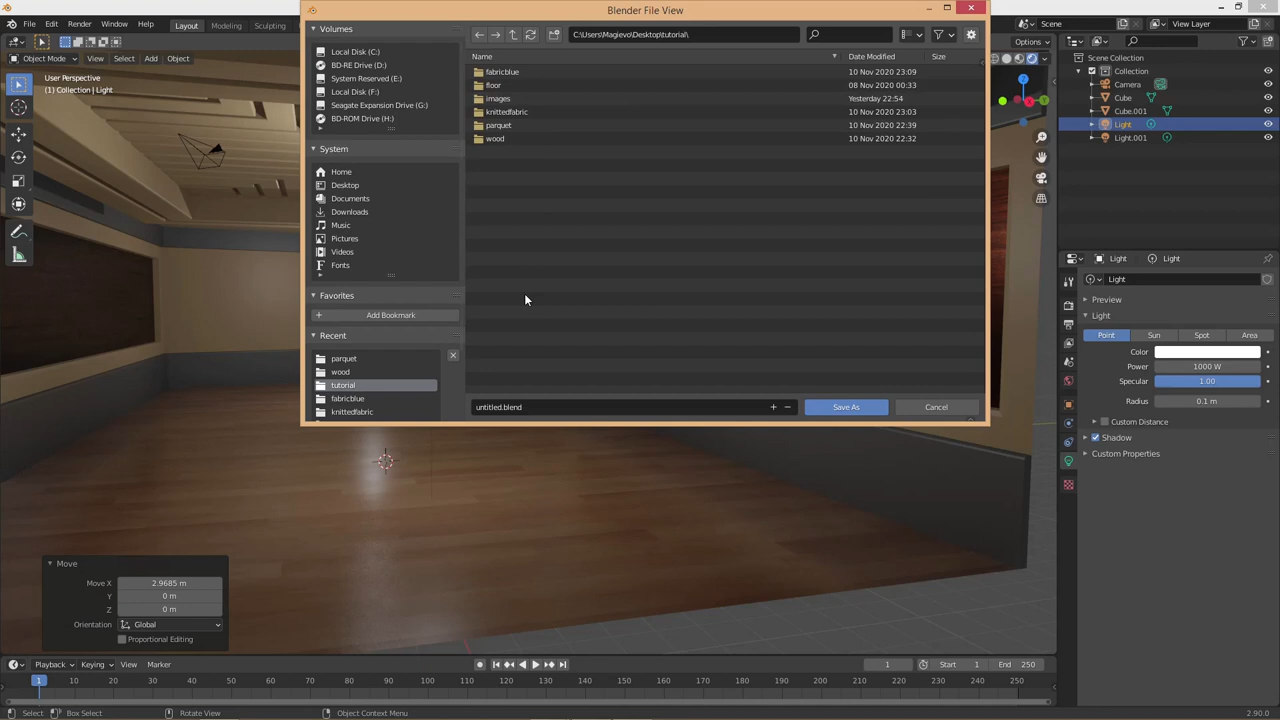 Blender File View
File Edit Render Window Help Layout Modeling Sculpting
Scene View Layer
Object Mode View Select Add Object
Options
User Perspective
(1) Collection | Light
Volumes
Local Disk (C:)
BD-RE Drive (D:)
System Reserved (E:)
Local Disk (F:)
Seagate Expansion Drive (G:)
BD-ROM Drive (H:)
System
Home
Desktop
Documents
Downloads
Music
Pictures
Videos
Fonts
Favorites
Add Bookmark
Recent
parquet
wood
tutorial
fabricblue
knittedfabric
C:\Users\Magievo\Desktop\tutorial\
Name Date Modified Size
fabricblue 10 Nov 2020 23:09
floor 08 Nov 2020 00:33
images Yesterday 22:54
knittedfabric 10 Nov 2020 23:03
parquet 10 Nov 2020 22:39
wood 10 Nov 2020 22:32
untitled.blend Save As Cancel
Scene Collection
Collection
Camera
Cube
Cube.001
Light
Light.001
Light Light
Light
Preview
Light
Point Sun Spot Area
Color
Power 1000 W
Specular 1.00
Radius 0.1 m
Custom Distance
Shadow
Custom Properties
Move
Move X 2.9685 m
Y 0 m
Z 0 m
Orientation Global
Proportional Editing
Playback Keying View Marker 1 Start 1 End 250
1 10 20 30 40 50 60 70 80 90 100 110 120 130 140 150 160 170 180 190 200 210 220 230 240 250
Select Box Select Rotate View Object Context Menu 2.90.0
X
Z